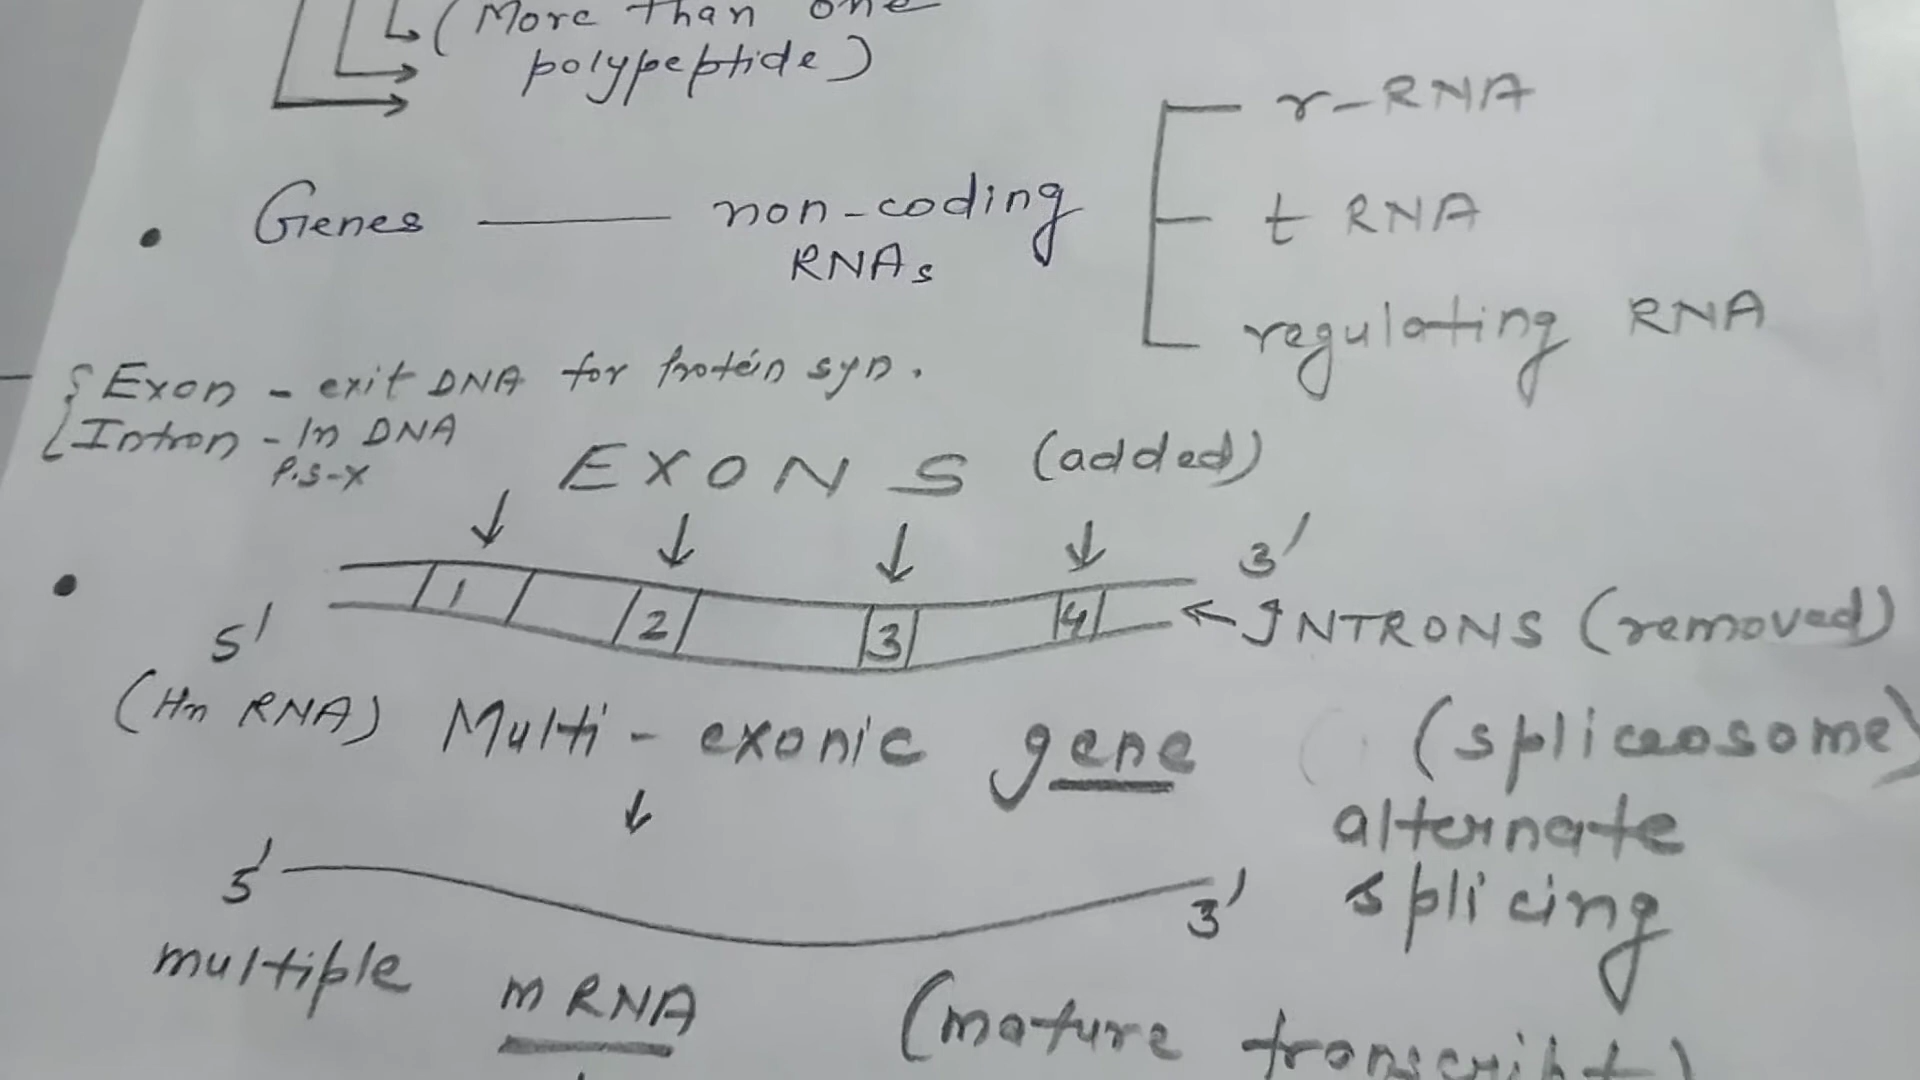 (More than one
polypeptide)
• Genes — non-coding
RNAs
r-RNA
t RNA
regulating RNA
{ Exon - exit DNA for protein syn.
Intron - In DNA
P.S-X
EXONS (added)
1 2 3 4
3'
5'
← INTRONS (removed)
(Hn RNA) Multi-exonic gene
(spliceosome)
alternate
splicing
5' 3'
multiple mRNA
(mature transcript)